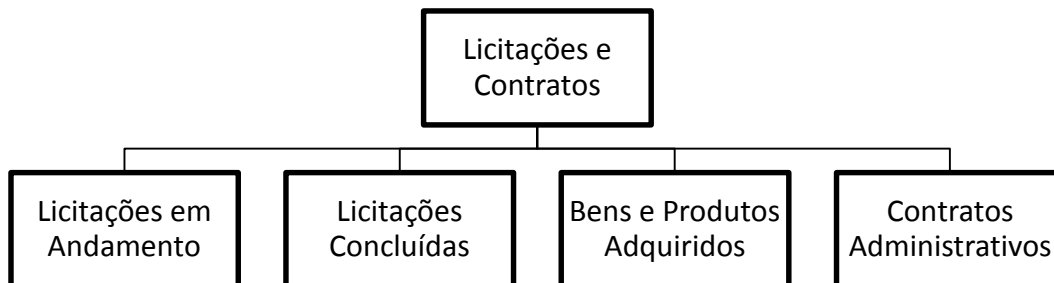 Licitações e
Contratos
Licitações em
Andamento
Licitações
Concluídas
Bens e Produtos
Adquiridos
Contratos
Administrativos